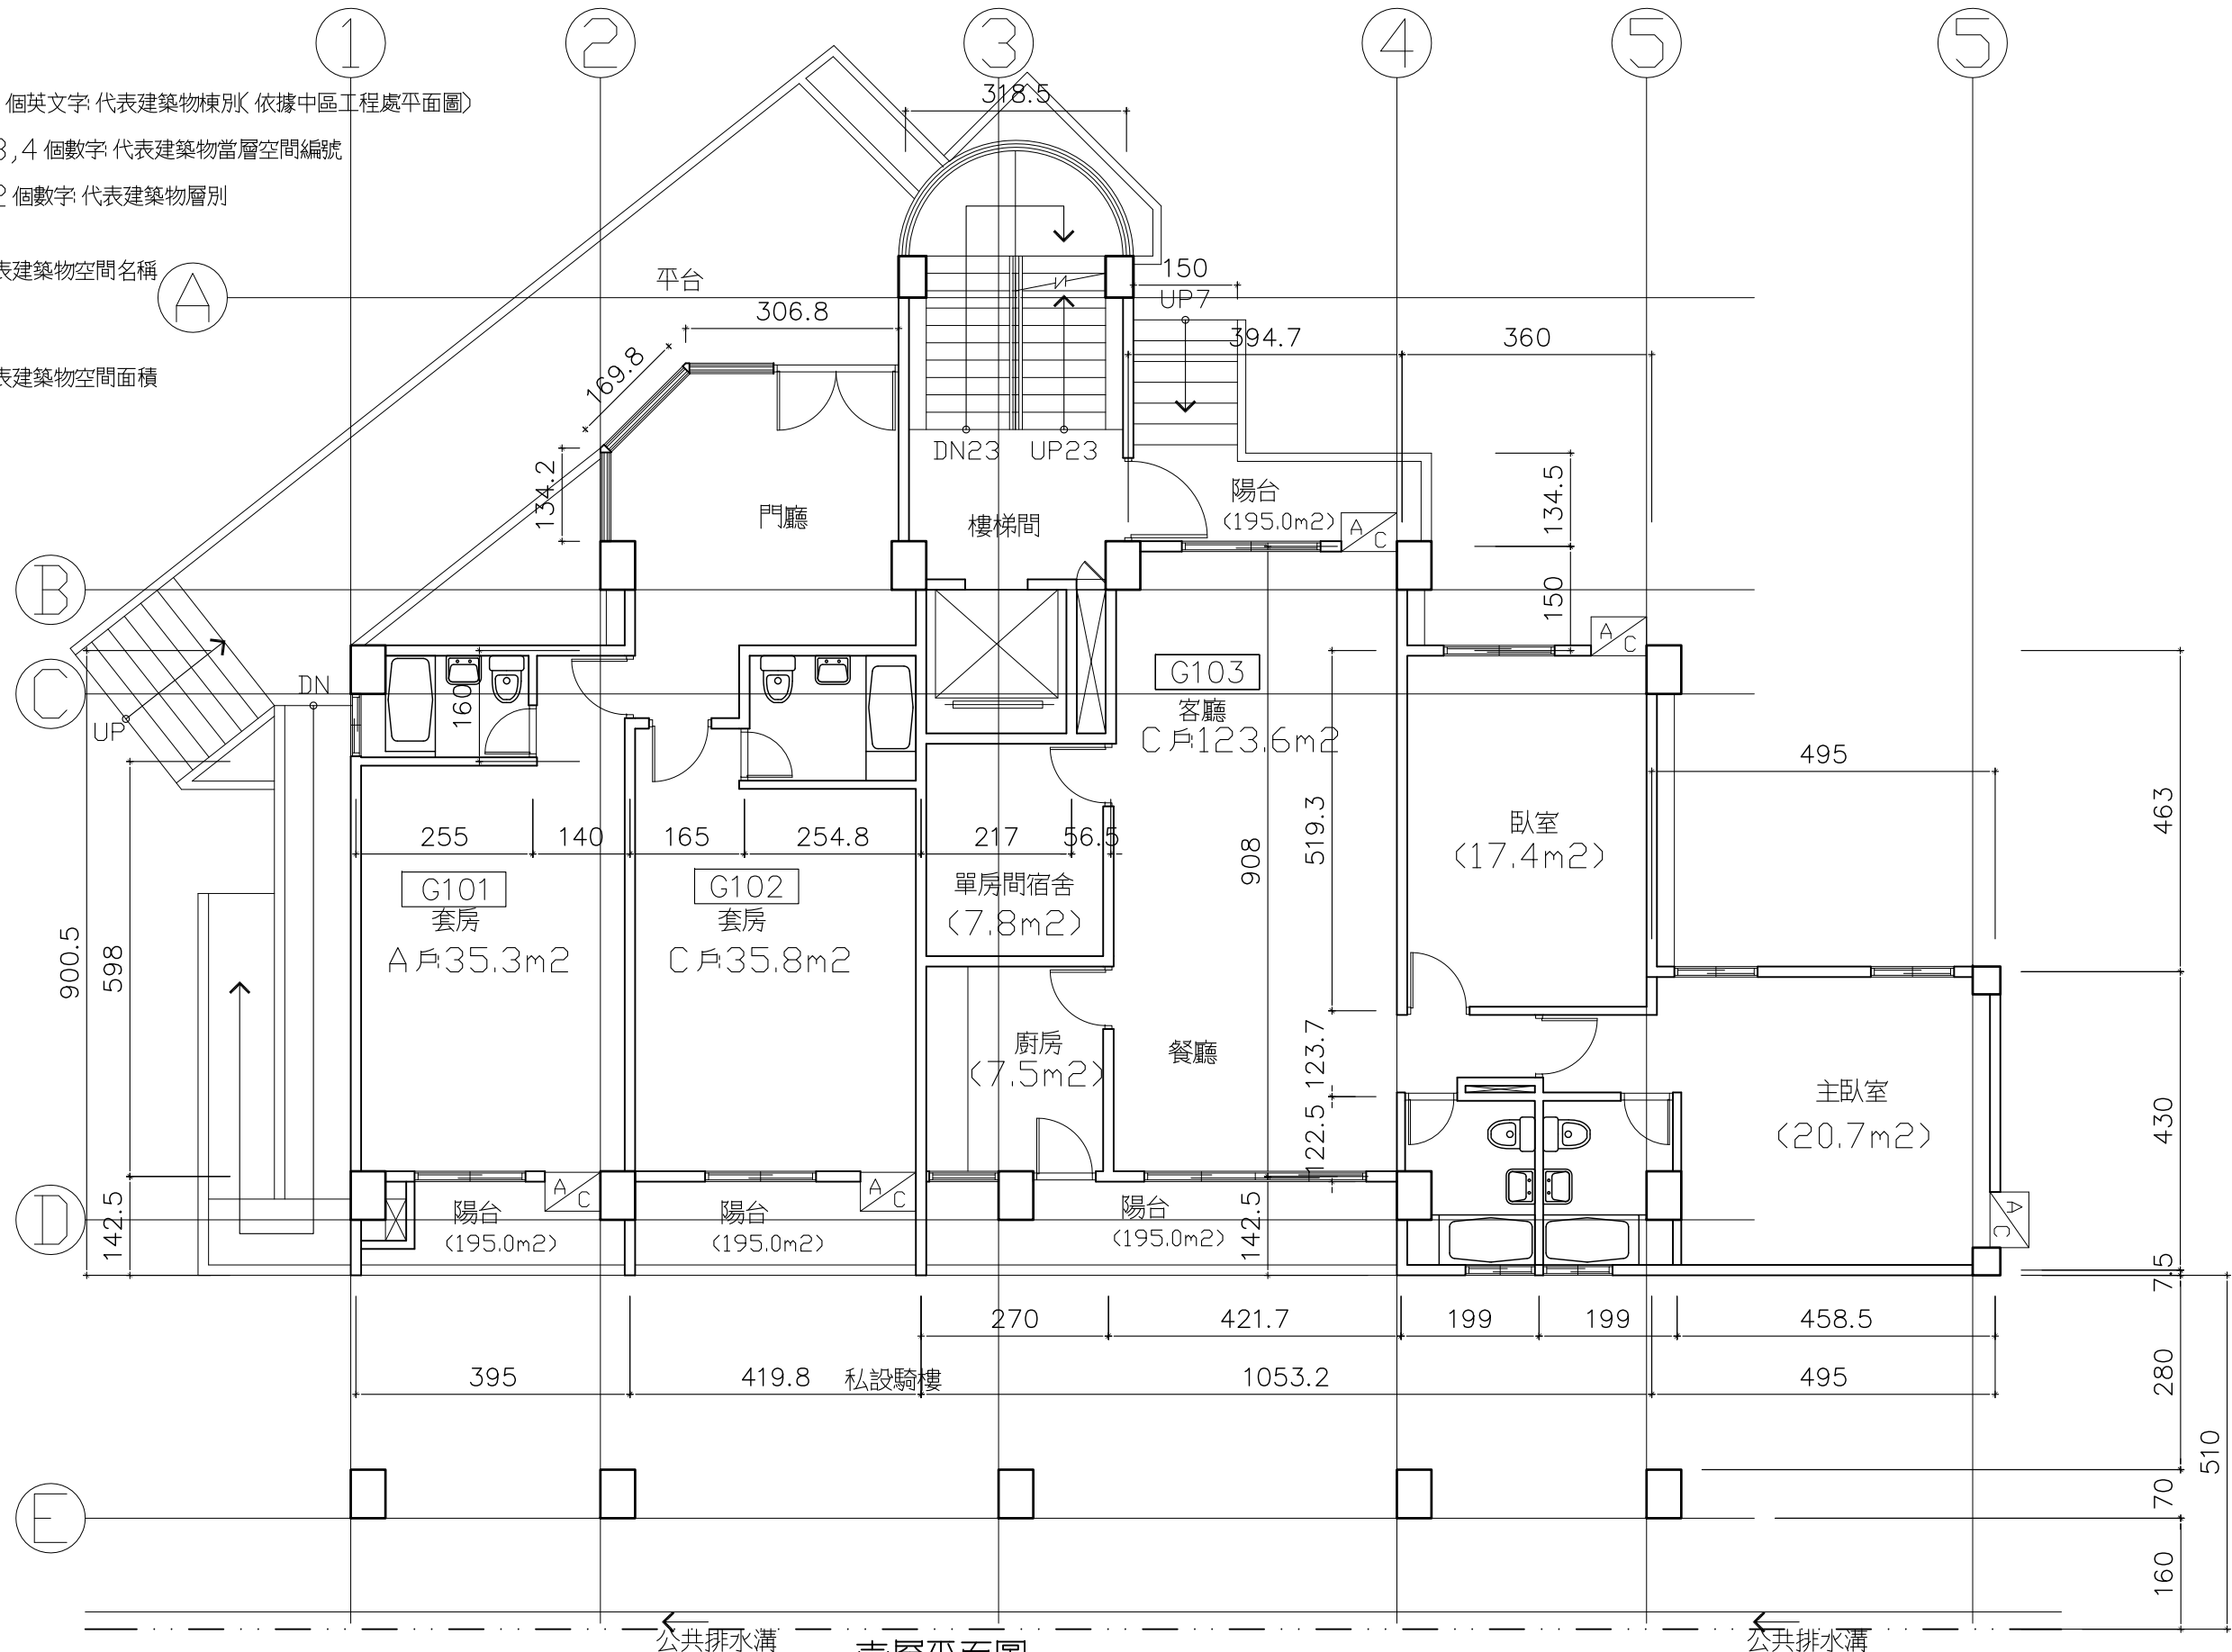 1
2
3
4
5
5
個英文字:代表建築物棟別(依據中區工程處平面圖)
3,4個數字:代表建築物當層空間編號
2個數字:代表建築物層別
表建築物空間名稱
表建築物空間面積
318.5
A
平台
150
UP7
306.8
394.7
360
169.8
DN23
UP23
134.2
門廳
樓梯間
陽台
(195.0m2)
A
C
134.5
B
150
A
C
C
DN
UP
160
G103
客廳
C戶123.6m2
495
463
臥室
(17.4m2)
519.3
908
255
140
165
254.8
217
56.5
G101
套房
A戶35.3m2
G102
套房
C戶35.8m2
單房間宿舍
(7.8m2)
900.5
598
廚房
(7.5m2)
餐廳
123.7
主臥室
(20.7m2)
430
122.5
D
142.5
A
C
陽台
(195.0m2)
A
C
陽台
(195.0m2)
陽台
(195.0m2)
142.5
A
C
7.5
270
421.7
199
199
458.5
395
419.8
私設騎樓
1053.2
495
280
510
E
70
160
公共排水溝
公共排水溝